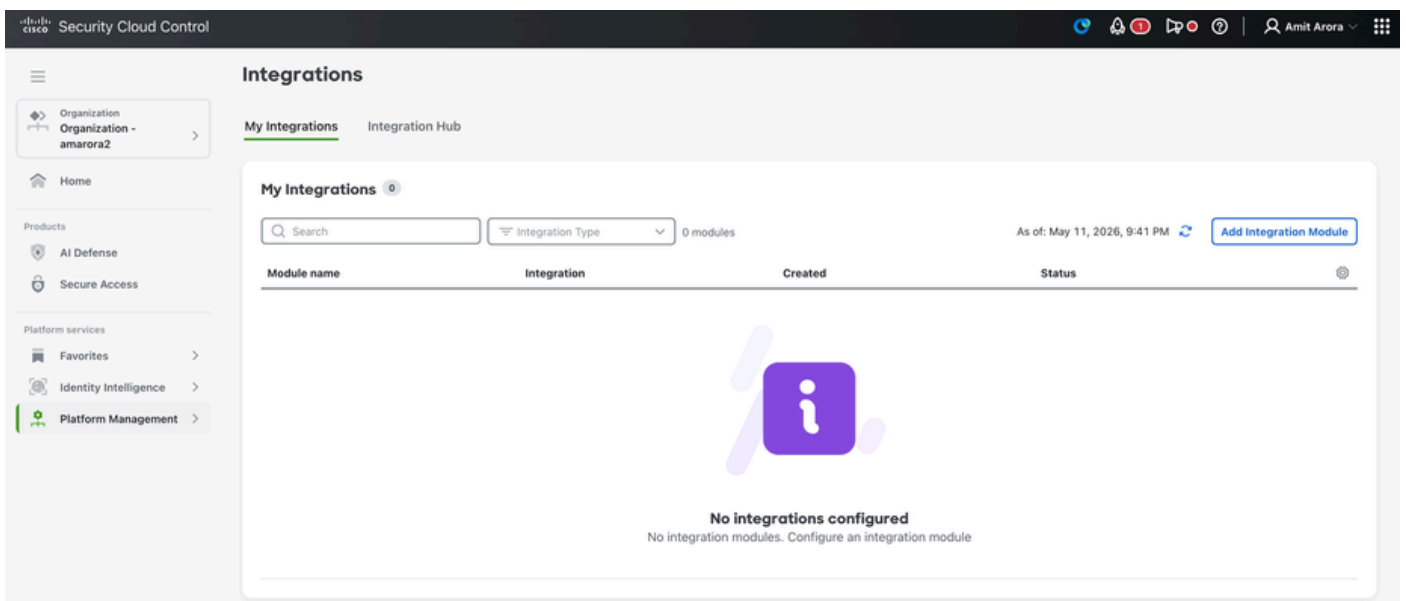 cisco Security Cloud Control
1
Amit Arora
Organization
Organization -
amarora2
Home
Products
AI Defense
Secure Access
Platform services
Favorites
Identity Intelligence
Platform Management
Integrations
My Integrations Integration Hub
My Integrations 0
Search Integration Type 0 modules As of: May 11, 2026, 9:41 PM Add Integration Module
Module name Integration Created Status
No integrations configured
No integration modules. Configure an integration module